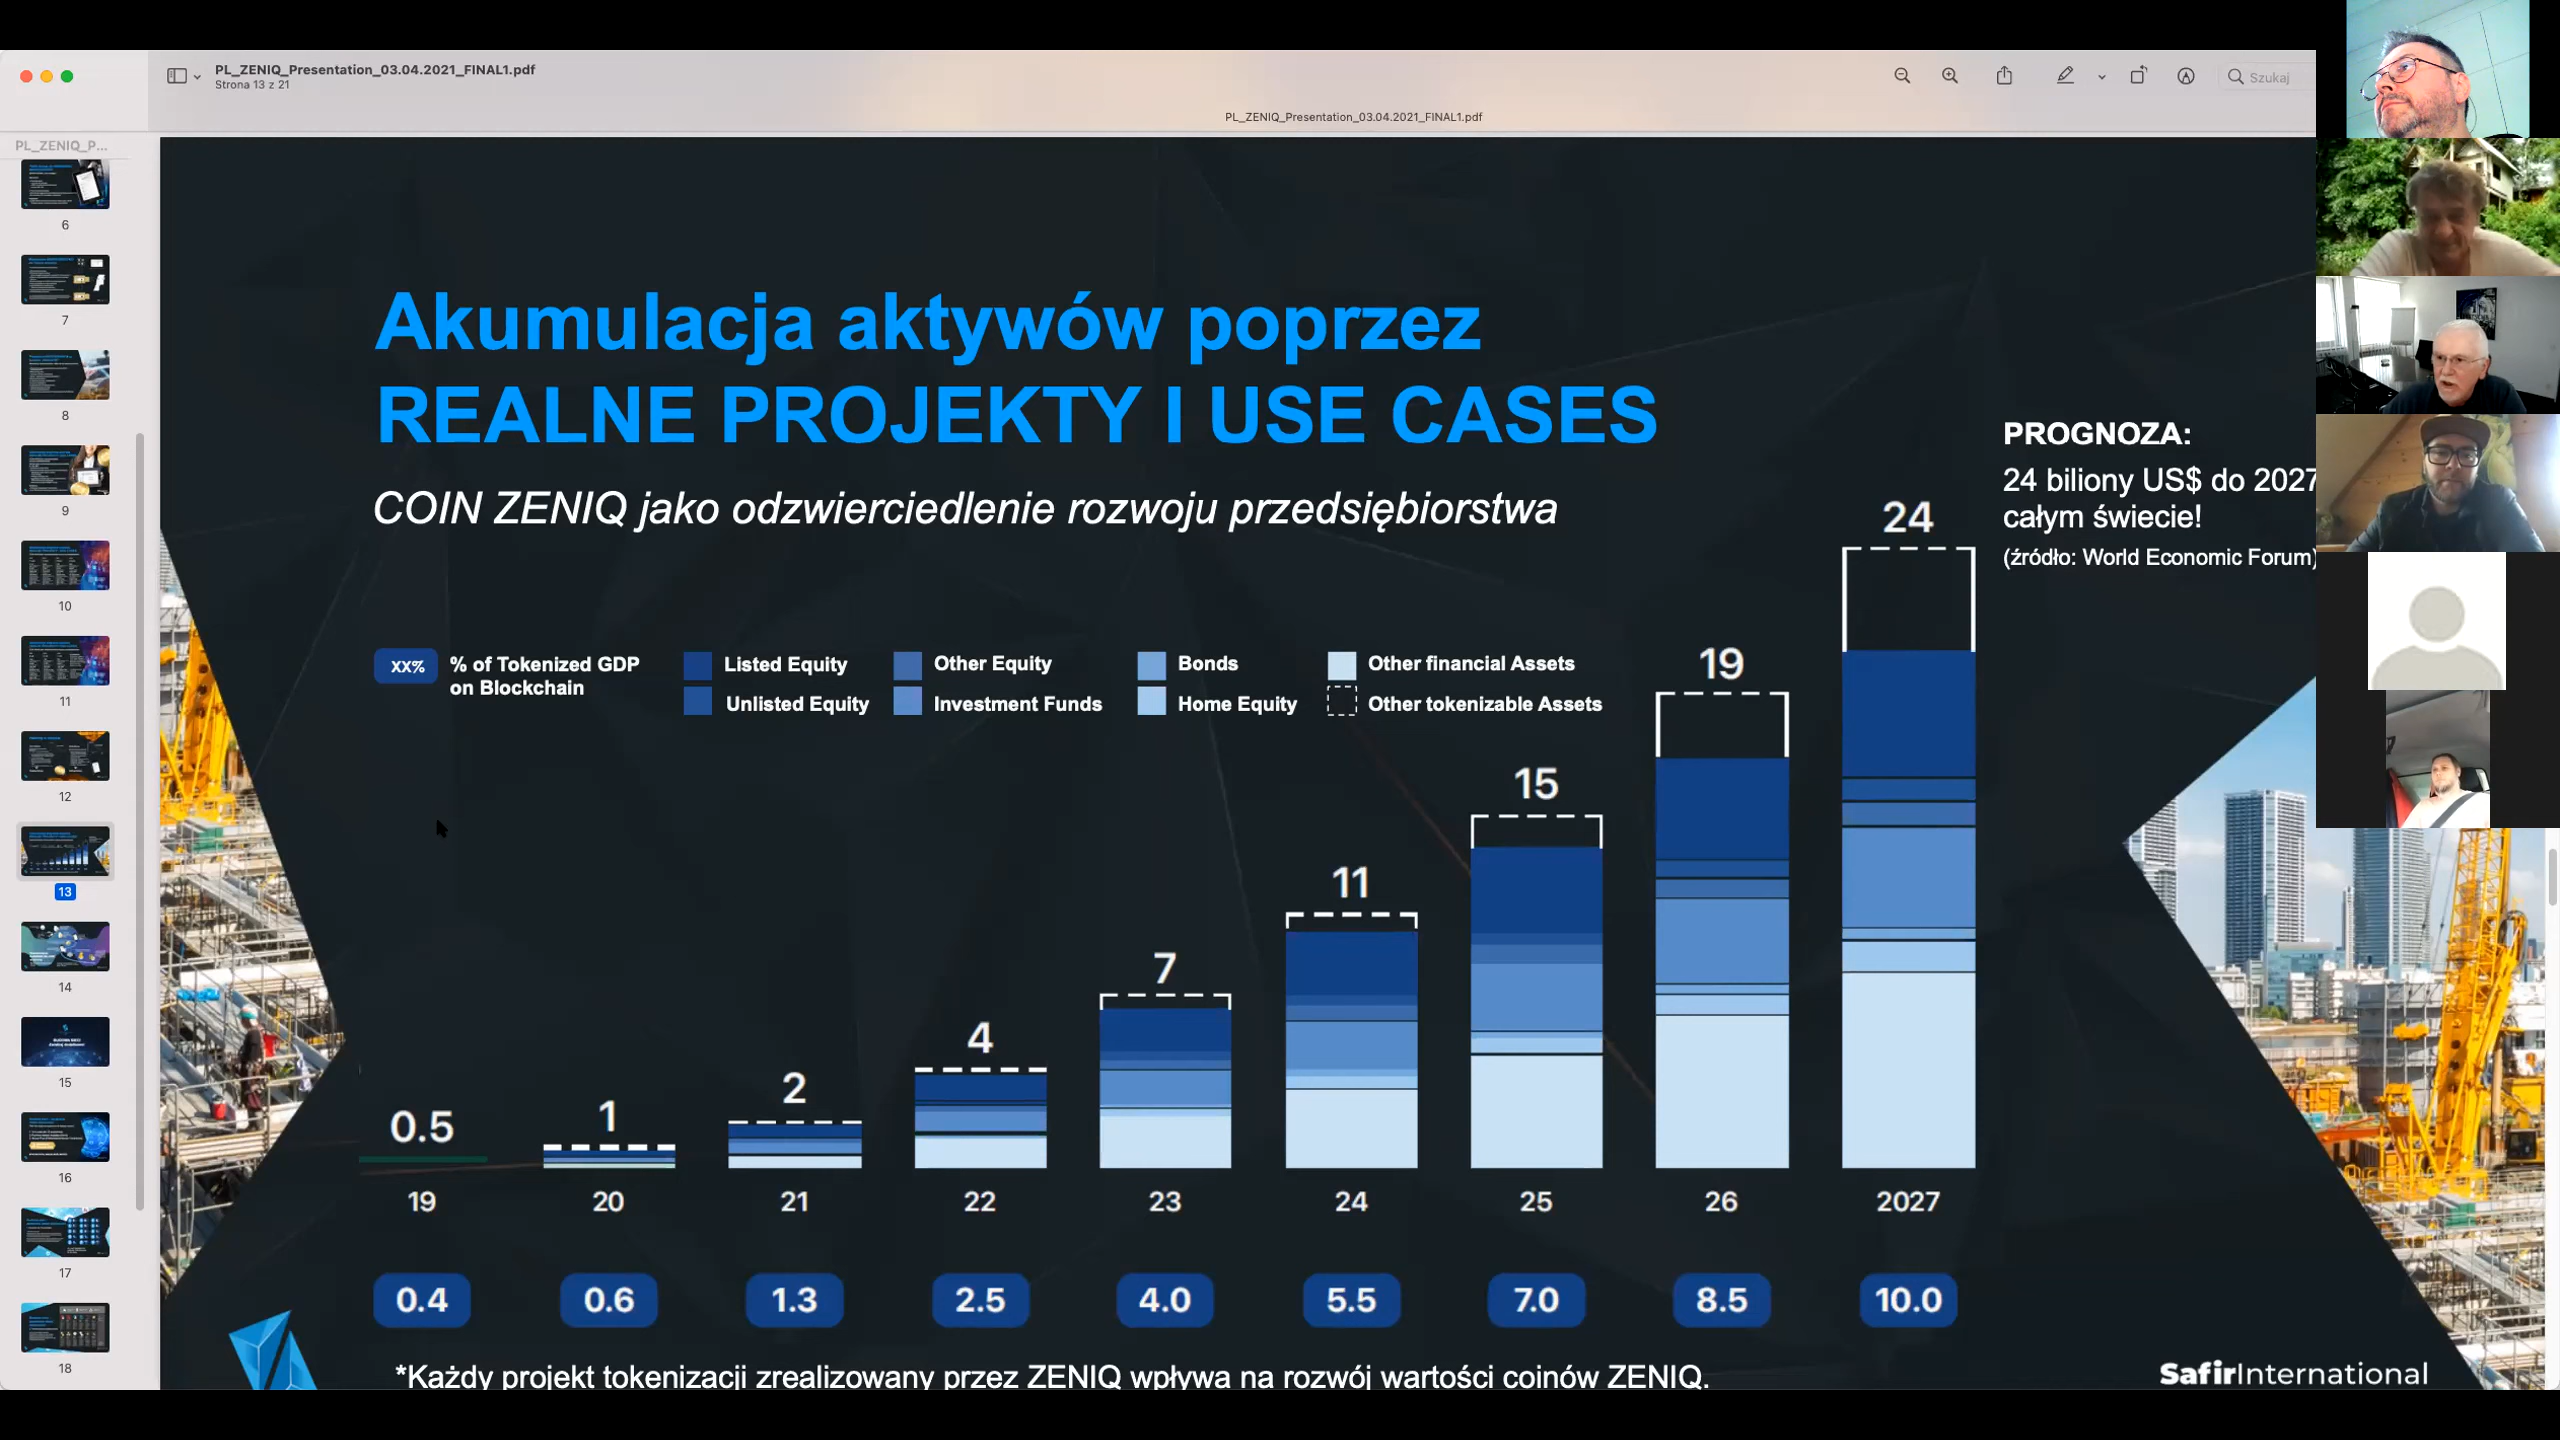 PL_ZENIQ_Presentation_03.04.2021_FINAL1.pdf
Strona 13 z 21
Szukaj
PL_ZENIQ_Presentation_03.04.2021_FINAL1.pdf
PL_ZENIQ_P...
6
7
8
9
10
11
12
13
14
15
16
17
18
Akumulacja aktywów poprzez
REALNE PROJEKTY I USE CASES
COIN ZENIQ jako odzwierciedlenie rozwoju przedsiębiorstwa
PROGNOZA:
24 biliony US$ do 2027
całym świecie!
(źródło: World Economic Forum)
XX% % of Tokenized GDP
on Blockchain
Listed Equity Other Equity Bonds Other financial Assets
Unlisted Equity Investment Funds Home Equity Other tokenizable Assets
0.5 1 2 4 7 11 15 19 24
19 20 21 22 23 24 25 26 2027
0.4 0.6 1.3 2.5 4.0 5.5 7.0 8.5 10.0
*Każdy projekt tokenizacji zrealizowany przez ZENIQ wpływa na rozwój wartości coinów ZENIQ.
SafirInternational